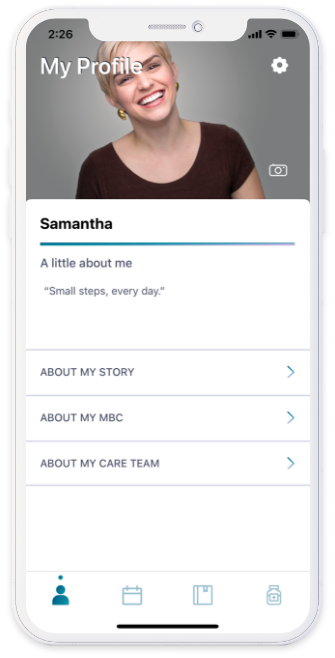 2:26
My Profile
Samantha
A little about me
“Small steps, every day.”
ABOUT MY STORY
ABOUT MY MBC
ABOUT MY CARE TEAM